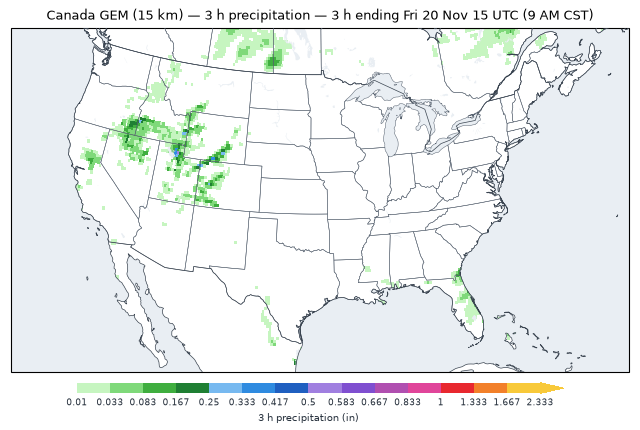 Canada GEM (15 km) — 3 h precipitation — 3 h ending Fri 20 Nov 15 UTC (9 AM CST)
0.01 0.033 0.083 0.167 0.25 0.333 0.417 0.5 0.583 0.667 0.833 1 1.333 1.667 2.333
3 h precipitation (in)